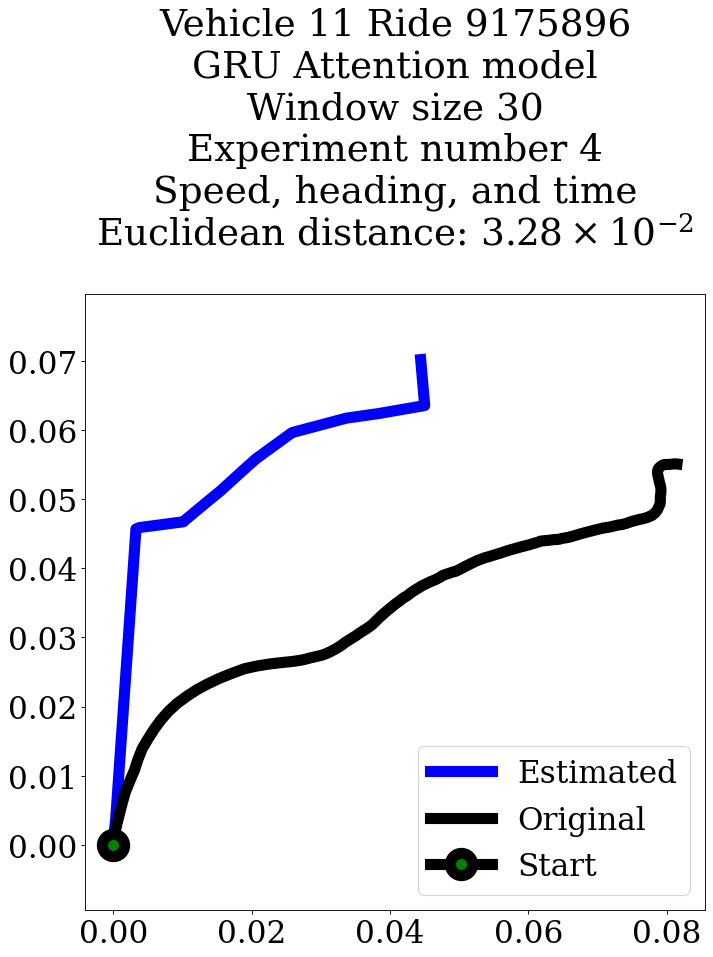 Vehicle 11 Ride 9175896
GRU Attention model
Window size 30
Experiment number 4
Speed, heading, and time
Euclidean distance: 3.28 × 10⁻²
0.07
0.06
0.05
0.04
0.03
0.02
0.01
0.00
Estimated
Original
Start
0.00 0.02 0.04 0.06 0.08